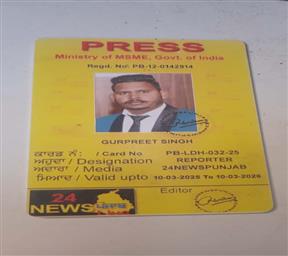 PRESS
Ministry of MSME, Govt. of India
Regd. No: PB-12-0142914
GURPREET SINGH
ਕਾਰਡ ਨੰ: / Card No PB-LDH-032-25
ਅਹੁਦਾ / Designation REPORTER
ਅਦਾਰਾ / Media 24NEWSPUNJAB
ਮਿਆਦ / Valid upto 10-03-2025 To 10-03-2026
24
NEWS ਪੰਜਾਬ
Editor